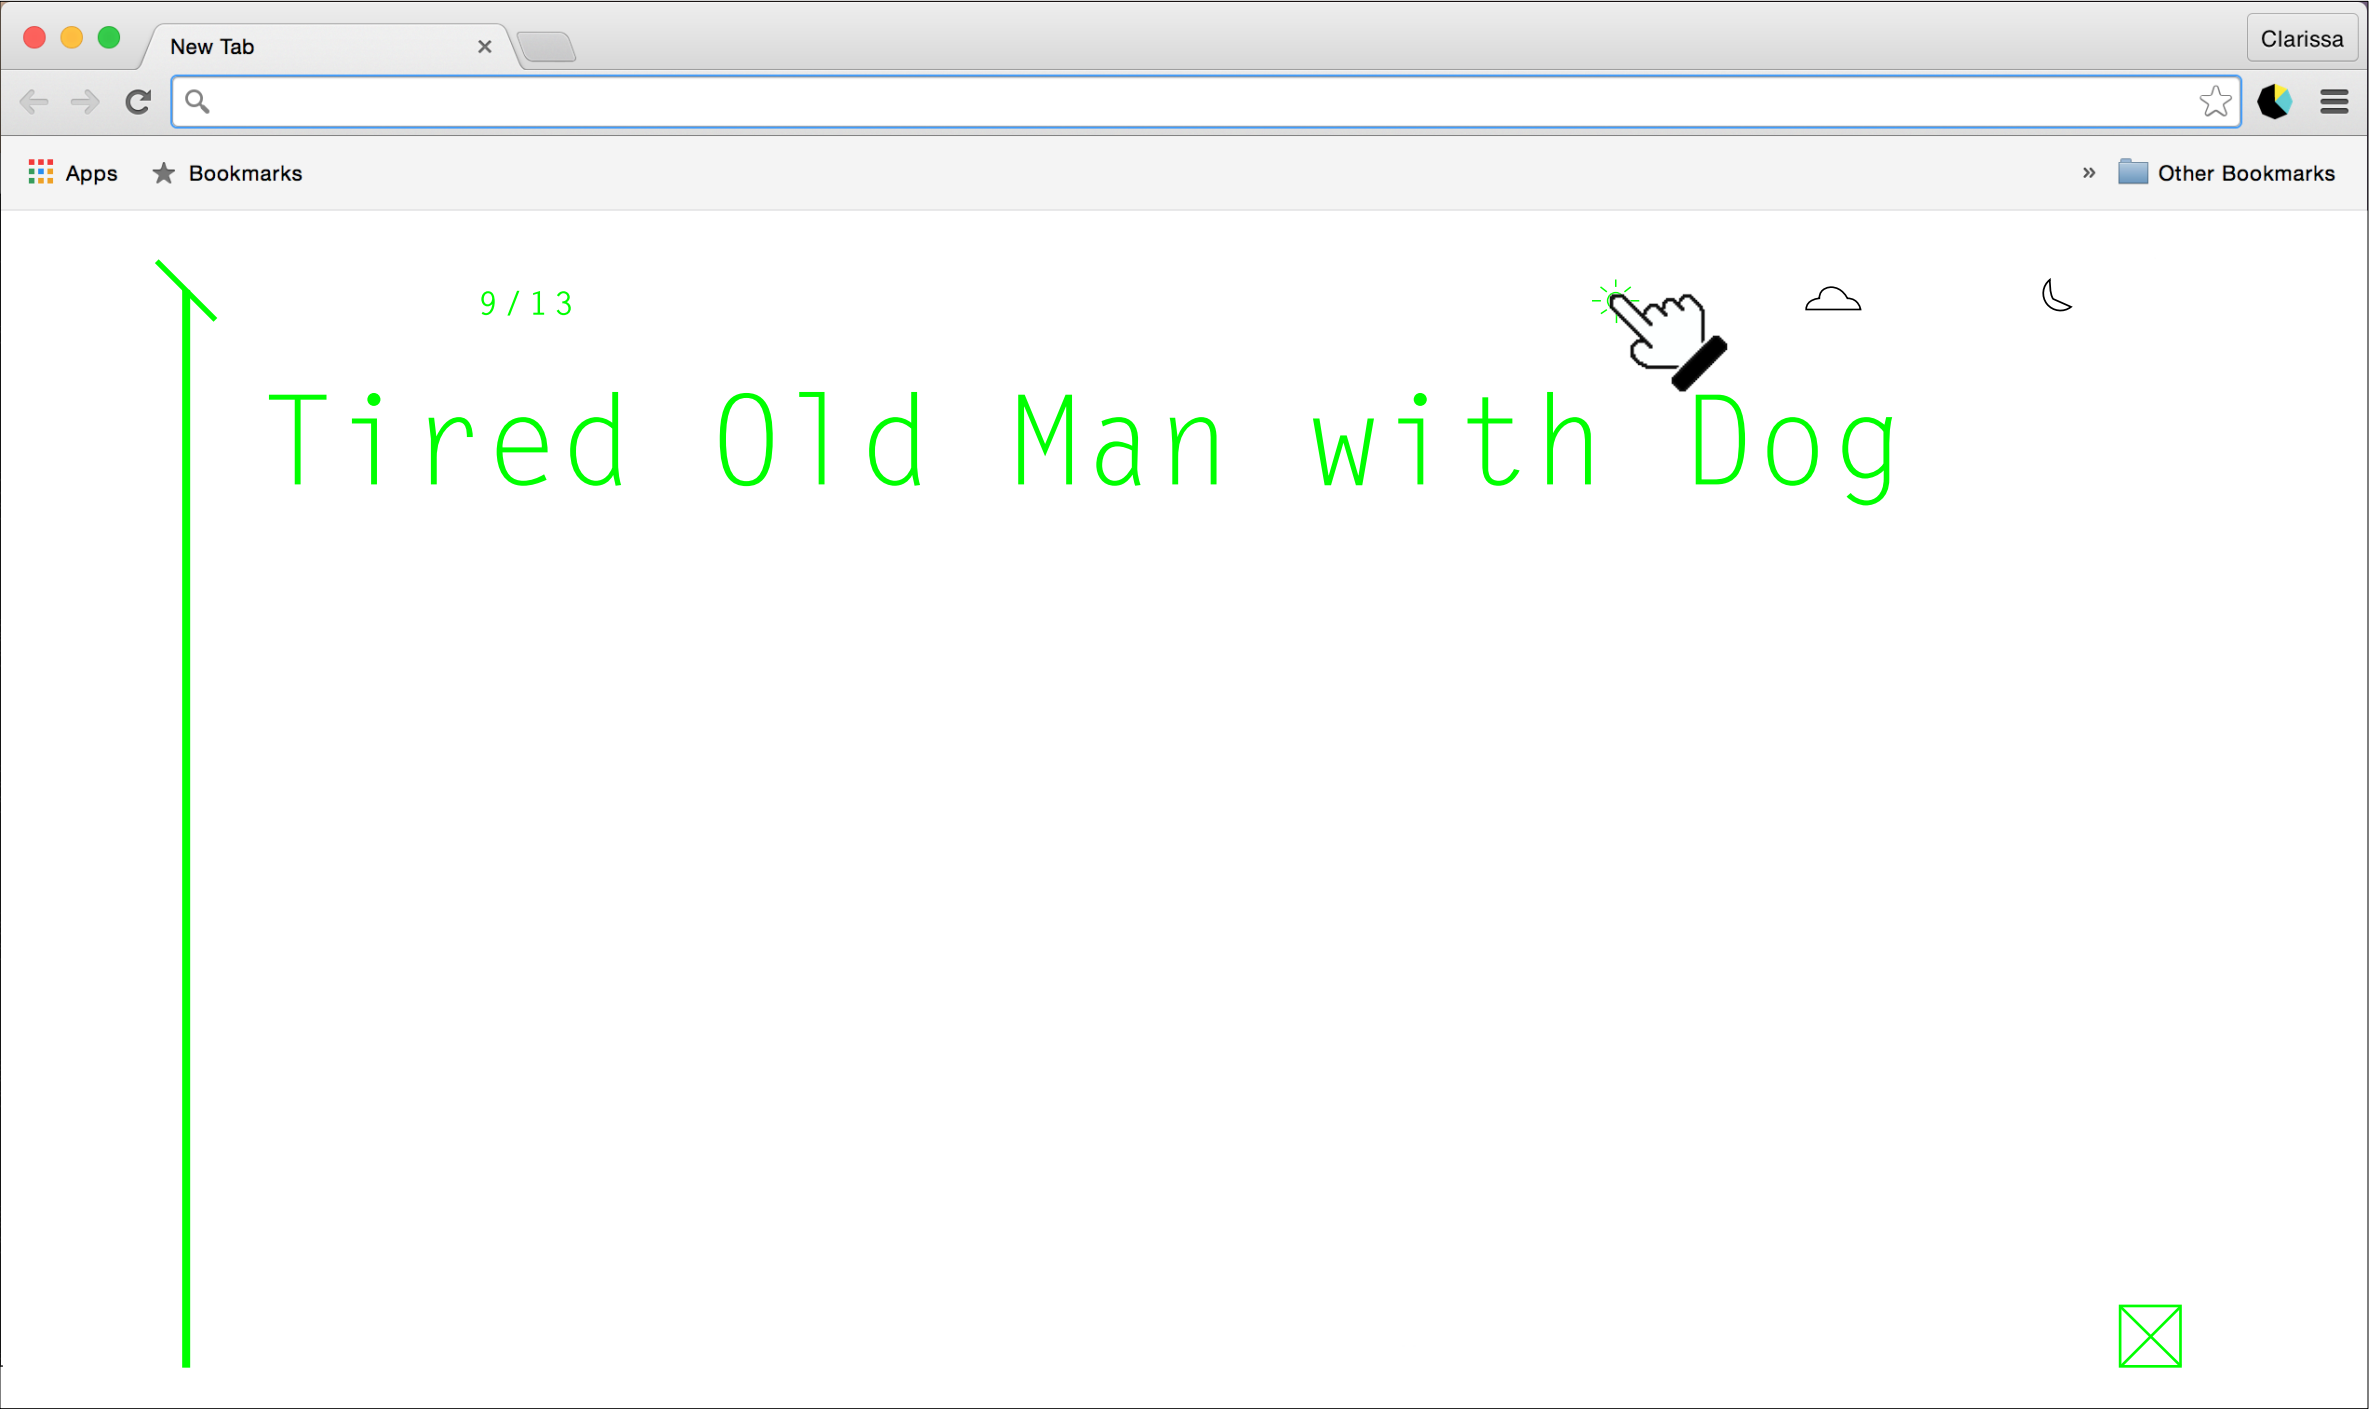 New Tab
Clarissa
Apps
Bookmarks
»
Other Bookmarks
9/13
Tired Old Man with Dog